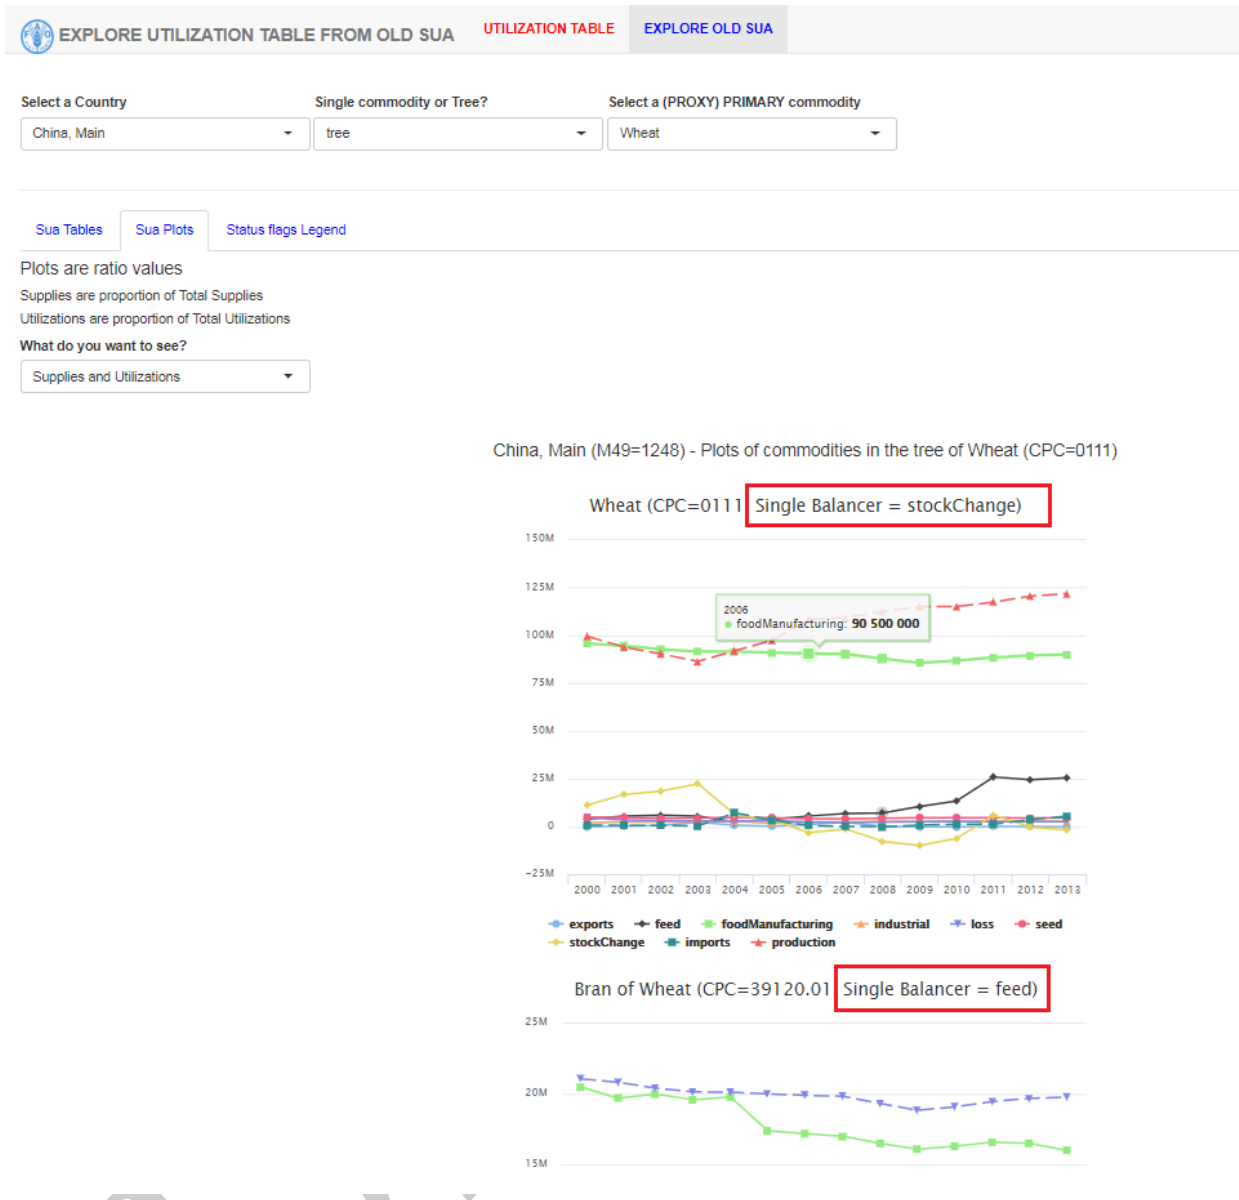 EXPLORE UTILIZATION TABLE FROM OLD SUA UTILIZATION TABLE EXPLORE OLD SUA
Select a Country Single commodity or Tree? Select a (PROXY) PRIMARY commodity
China, Main tree Wheat
Sua Tables Sua Plots Status flags Legend
Plots are ratio values
Supplies are proportion of Total Supplies
Utilizations are proportion of Total Utilizations
What do you want to see?
Supplies and Utilizations
China, Main (M49=1248) - Plots of commodities in the tree of Wheat (CPC=0111)
Wheat (CPC=0111 Single Balancer = stockChange)
150M
125M
2006
foodManufacturing: 90 500 000
100M
75M
50M
25M
0
-25M
2000 2001 2002 2003 2004 2005 2006 2007 2008 2009 2010 2011 2012 2013
exports feed foodManufacturing industrial loss seed
stockChange imports production
Bran of Wheat (CPC=39120.01 Single Balancer = feed)
25M
20M
15M